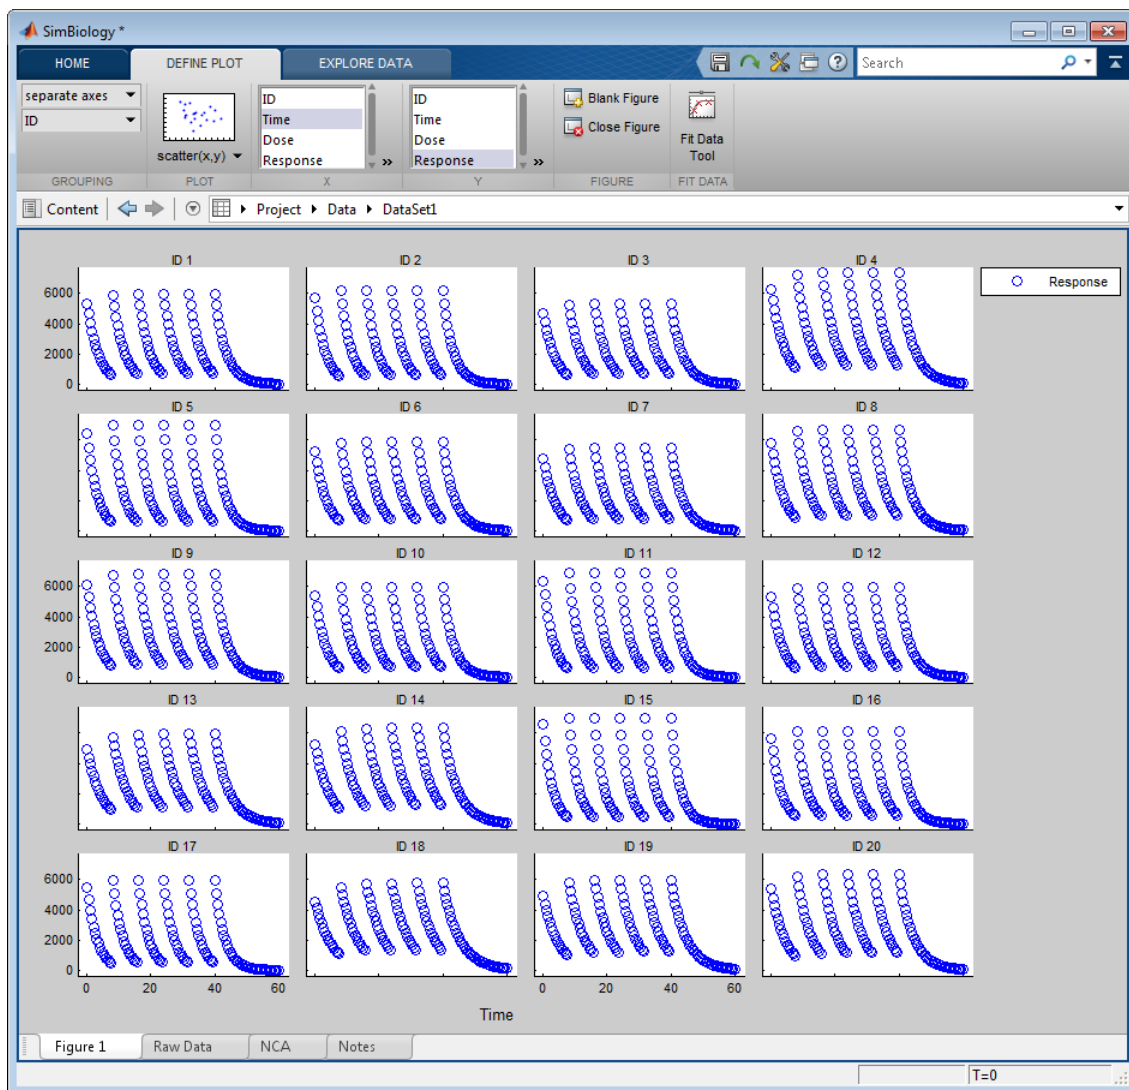 SimBiology *
HOME DEFINE PLOT EXPLORE DATA Search
separate axes
ID
GROUPING
scatter(x,y)
PLOT
ID
Time
Dose
Response
»
X
ID
Time
Dose
Response
»
Y
Blank Figure
Close Figure
FIGURE
Fit Data
Tool
FIT DATA
Content Project Data DataSet1
ID 1 ID 2 ID 3 ID 4
Response
6000
4000
2000
0
ID 5 ID 6 ID 7 ID 8
ID 9 ID 10 ID 11 ID 12
6000
4000
2000
0
ID 13 ID 14 ID 15 ID 16
ID 17 ID 18 ID 19 ID 20
6000
4000
2000
0
0 20 40 60 0 20 40 60
Time
Figure 1 Raw Data NCA Notes
T=0